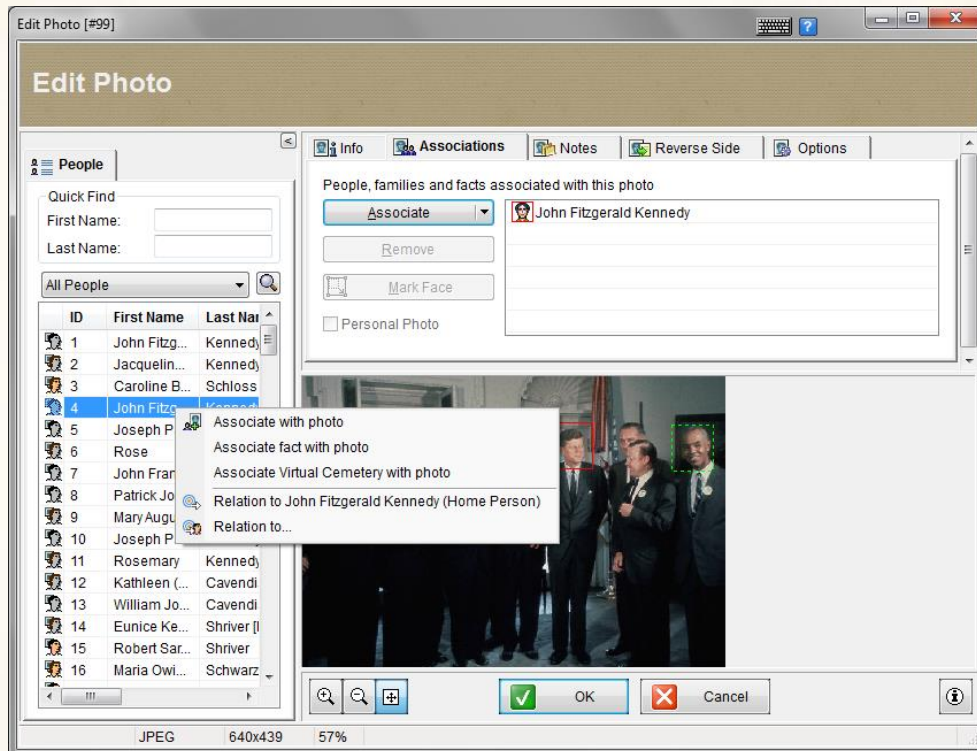 Edit Photo [#99]
Edit Photo
People
Quick Find
First Name:
Last Name:
All People
ID First Name Last Nar
1 John Fitzg... Kennedy
2 Jacquelin... Kennedy
3 Caroline B... Schloss
4 John Fitzg... Kennedy
5 Joseph P
6 Rose
7 John Fran
8 Patrick Jo
9 Mary Augu
10 Joseph P
11 Rosemary Kennedy
12 Kathleen (... Cavendi
13 William Jo... Cavendi
14 Eunice Ke... Shriver [
15 Robert Sar... Shriver
16 Maria Owi... Schwarz
Associate with photo
Associate fact with photo
Associate Virtual Cemetery with photo
Relation to John Fitzgerald Kennedy (Home Person)
Relation to...
Info Associations Notes Reverse Side Options
People, families and facts associated with this photo
Associate
Remove
Mark Face
Personal Photo
John Fitzgerald Kennedy
OK Cancel
JPEG 640x439 57%